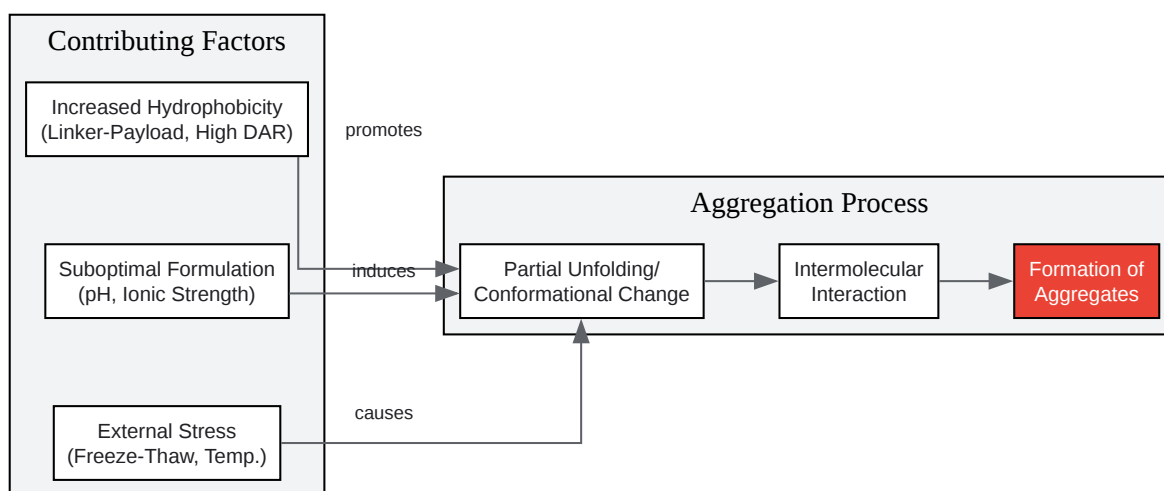 Contributing Factors
Increased Hydrophobicity
(Linker-Payload, High DAR)
promotes
Suboptimal Formulation
(pH, Ionic Strength)
induces
External Stress
(Freeze-Thaw, Temp.)
causes
Aggregation Process
Partial Unfolding/
Conformational Change
Intermolecular
Interaction
Formation of
Aggregates